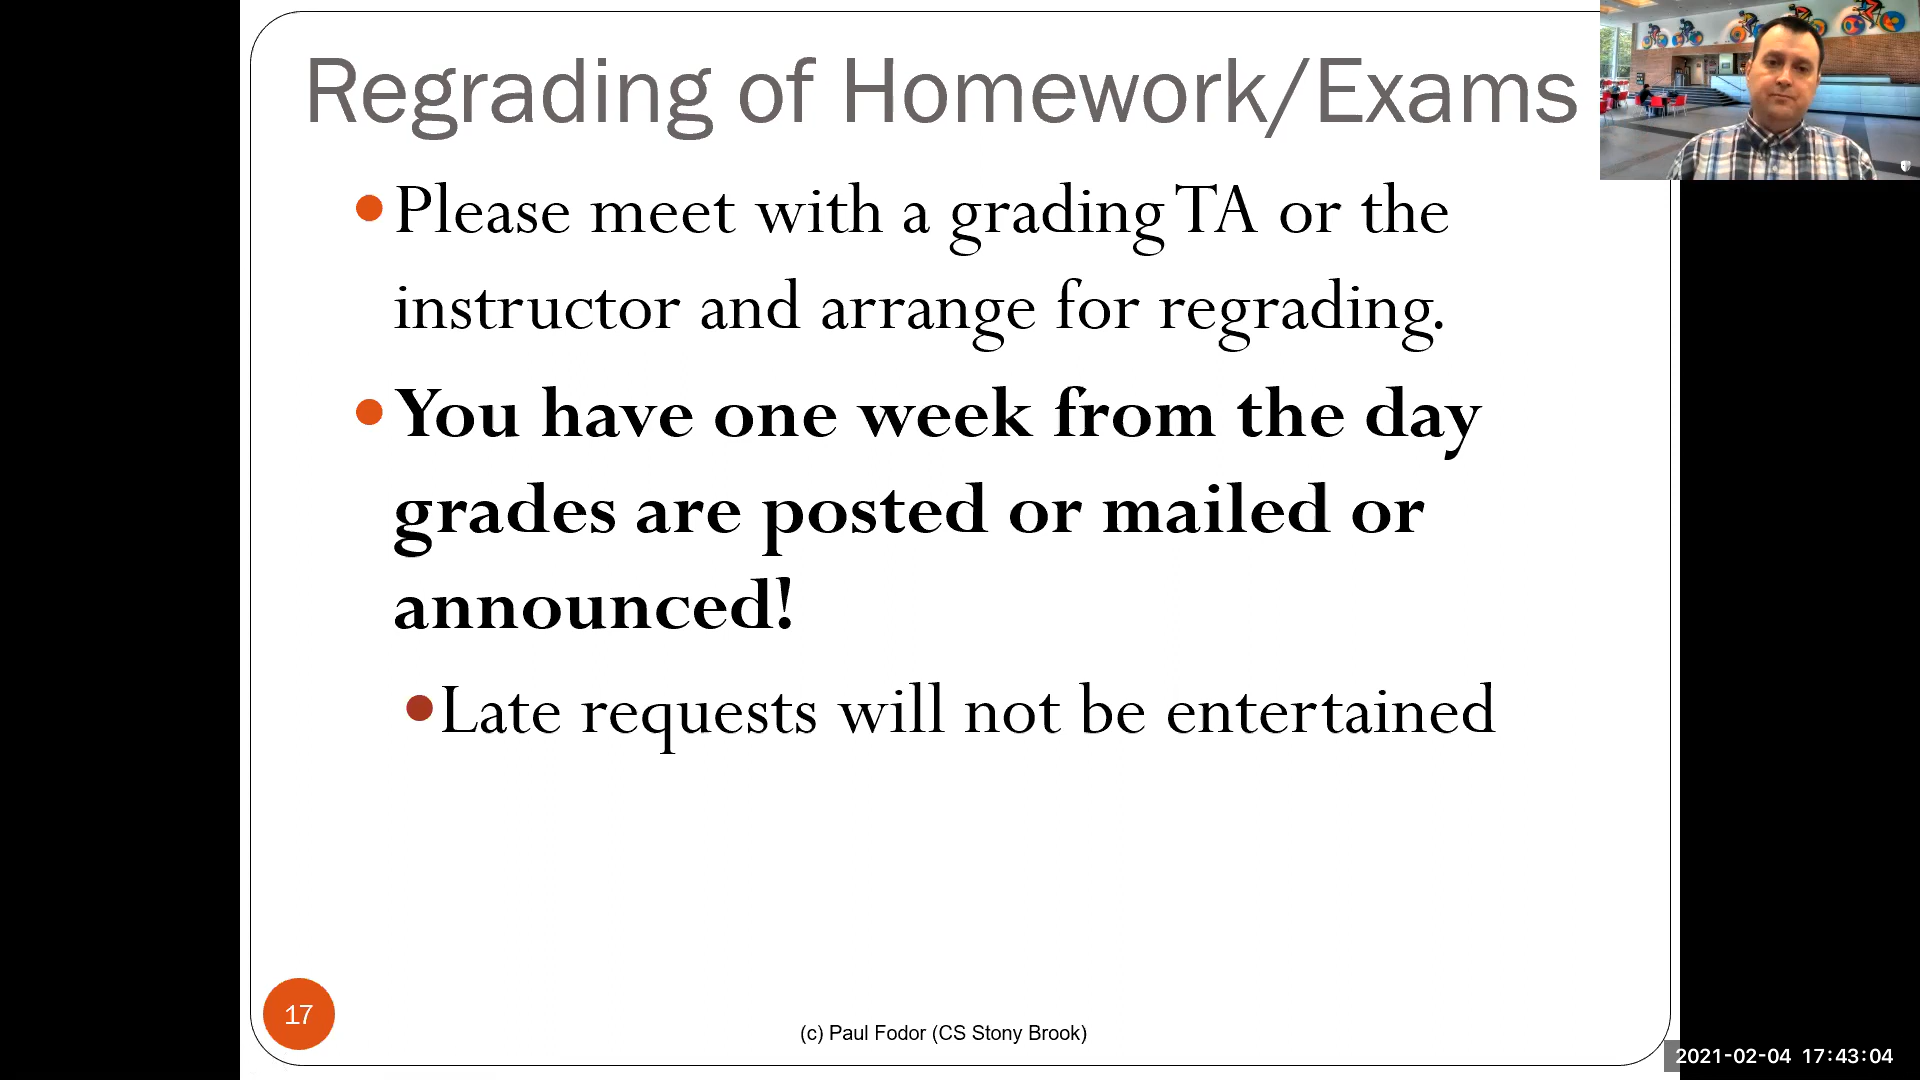 Regrading of Homework/Exams
Please meet with a grading TA or the
instructor and arrange for regrading.
You have one week from the day
grades are posted or mailed or
announced!
Late requests will not be entertained
17
(c) Paul Fodor (CS Stony Brook)
2021-02-04 17:43:04